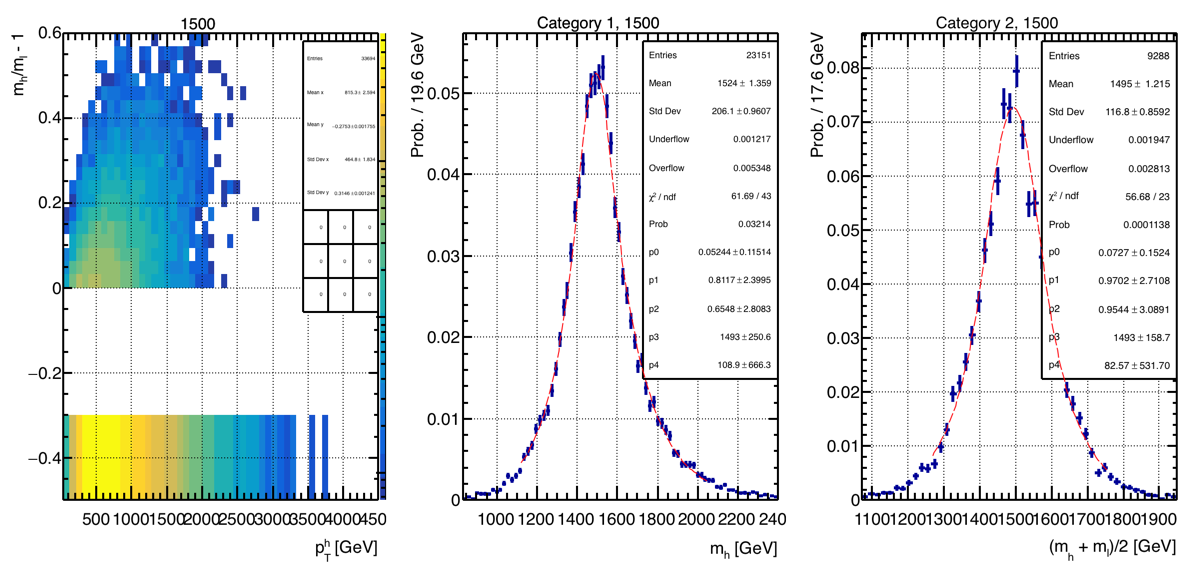 1500
m_h/m_l - 1
0.6
0.4
0.2
0
−0.2
−0.4
500 1000 1500 2000 2500 3000 3500 4000 450
p_T^h [GeV]
Entries 33694
Mean x 815.3 ± 2.594
Mean y −0.2753 ± 0.001755
Std Dev x 464.8 ± 1.834
Std Dev y 0.3146 ± 0.001241
0 0 0
0 0 0
0 0 0
Category 1, 1500
Prob. / 19.6 GeV
0.05
0.04
0.03
0.02
0.01
0
1000 1200 1400 1600 1800 2000 2200 240
m_h [GeV]
Entries 23151
Mean 1524 ± 1.359
Std Dev 206.1 ± 0.9607
Underflow 0.001217
Overflow 0.005348
χ² / ndf 61.69 / 43
Prob 0.03214
p0 0.05244 ± 0.11514
p1 0.8117 ± 2.3995
p2 0.6548 ± 2.8083
p3 1493 ± 250.6
p4 108.9 ± 666.3
Category 2, 1500
Prob. / 17.6 GeV
0.08
0.07
0.06
0.05
0.04
0.03
0.02
0.01
0
1100 1200 1300 1400 1500 1600 1700 1800 1900
(m_h + m_l)/2 [GeV]
Entries 9288
Mean 1495 ± 1.215
Std Dev 116.8 ± 0.8592
Underflow 0.001947
Overflow 0.002813
χ² / ndf 56.68 / 23
Prob 0.0001138
p0 0.0727 ± 0.1524
p1 0.9702 ± 2.7108
p2 0.9544 ± 3.0891
p3 1493 ± 158.7
p4 82.57 ± 531.70